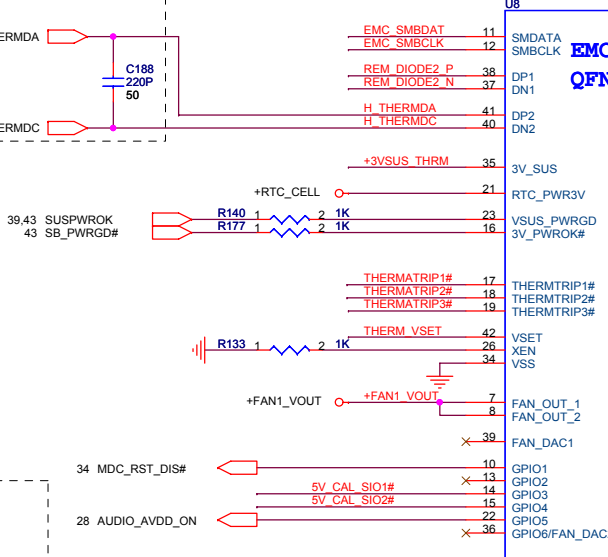 U8
EMC_SMBDAT 11 SMDATA
EMC_SMBCLK 12 SMBCLK
EMC
QFN
ERMDA
REM_DIODE2_P 38 DP1
REM_DIODE2_N 37 DN1
C188
220P
50
H_THERMDA 41 DP2
ERMDC H_THERMDC 40 DN2
+3VSUS_THRM 35 3V_SUS
+RTC_CELL 21 RTC_PWR3V
39,43 SUSPWROK R140 1 2 1K 23 VSUS_PWRGD
43 SB_PWRGD# R177 1 2 1K 16 3V_PWROK#
THERMATRIP1# 17 THERMTRIP1#
THERMATRIP2# 18 THERMTRIP2#
THERMATRIP3# 19 THERMTRIP3#
THERM_VSET 42 VSET
R133 1 2 1K 26 XEN
34 VSS
+FAN1_VOUT +FAN1_VOUT 7 FAN_OUT_1
8 FAN_OUT_2
39 FAN_DAC1
34 MDC_RST_DIS# 10 GPIO1
13 GPIO2
5V_CAL_SIO1# 14 GPIO3
5V_CAL_SIO2# 15 GPIO4
28 AUDIO_AVDD_ON 22 GPIO5
36 GPIO6/FAN_DAC